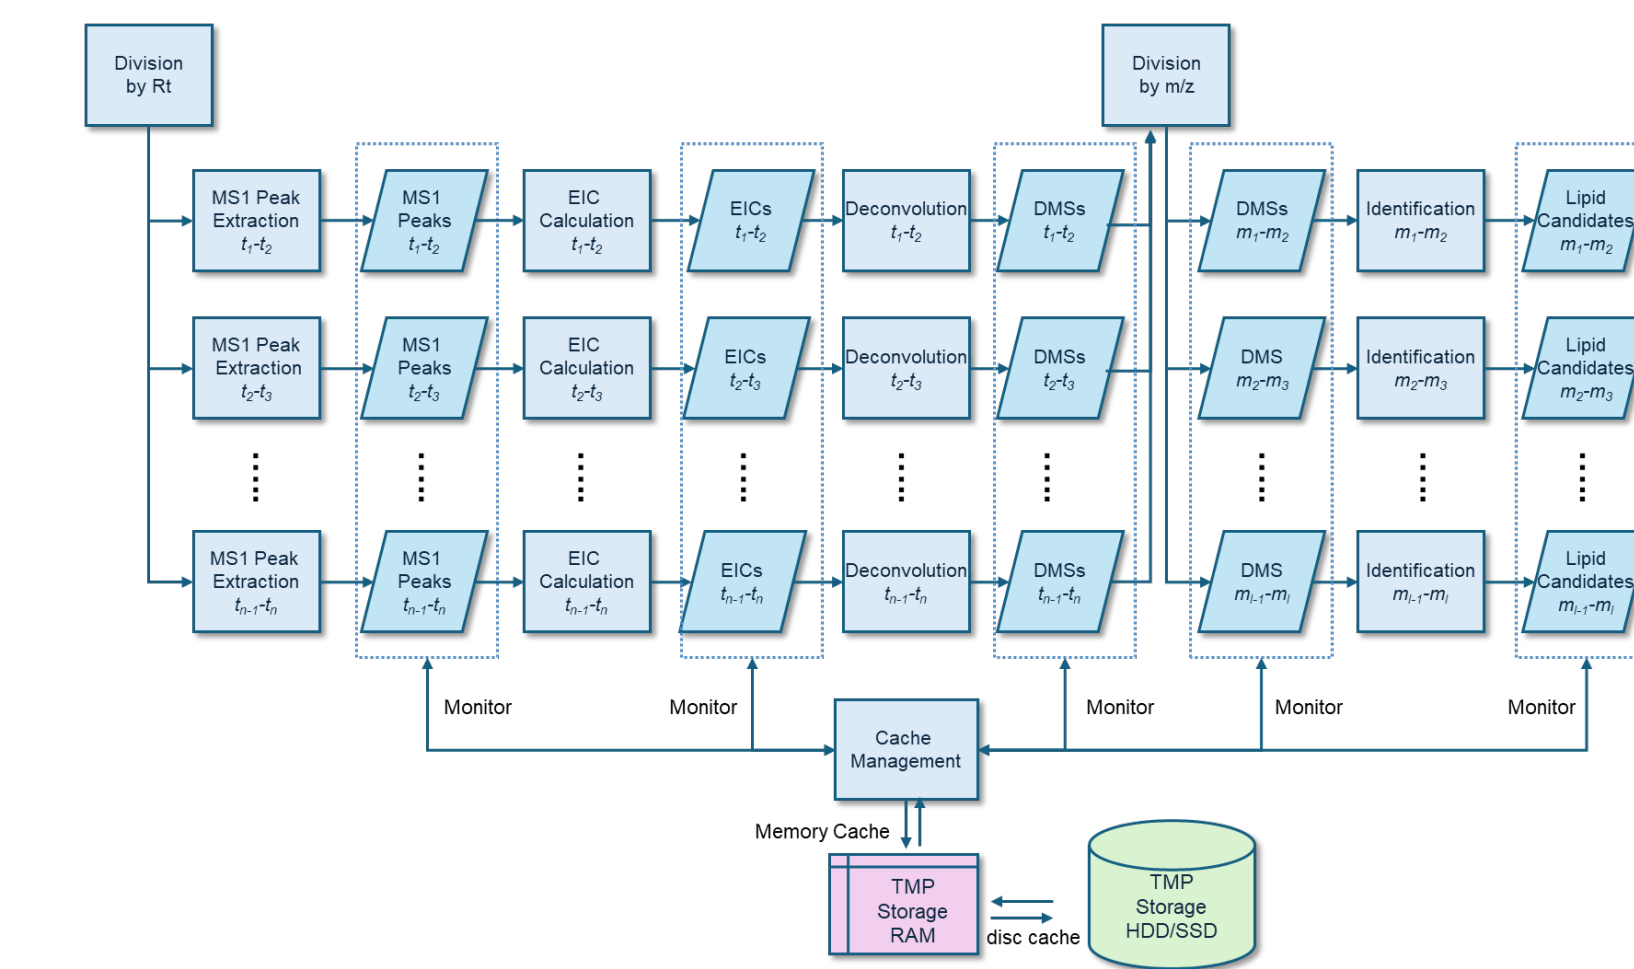 Division
by Rt
Division
by m/z
MS1 Peak
Extraction
t1-t2
MS1
Peaks
t1-t2
EIC
Calculation
t1-t2
EICs
t1-t2
Deconvolution
t1-t2
DMSs
t1-t2
DMSs
m1-m2
Identification
m1-m2
Lipid
Candidates
m1-m2
MS1 Peak
Extraction
t2-t3
MS1
Peaks
t2-t3
EIC
Calculation
t2-t3
EICs
t2-t3
Deconvolution
t2-t3
DMSs
t2-t3
DMS
m2-m3
Identification
m2-m3
Lipid
Candidates
m2-m3
MS1 Peak
Extraction
tn-1-tn
MS1
Peaks
tn-1-tn
EIC
Calculation
tn-1-tn
EICs
tn-1-tn
Deconvolution
tn-1-tn
DMSs
tn-1-tn
DMS
ml-1-ml
Identification
ml-1-ml
Lipid
Candidates
ml-1-ml
Monitor
Monitor
Monitor
Monitor
Monitor
Cache
Management
Memory Cache
TMP
Storage
RAM
disc cache
TMP
Storage
HDD/SSD